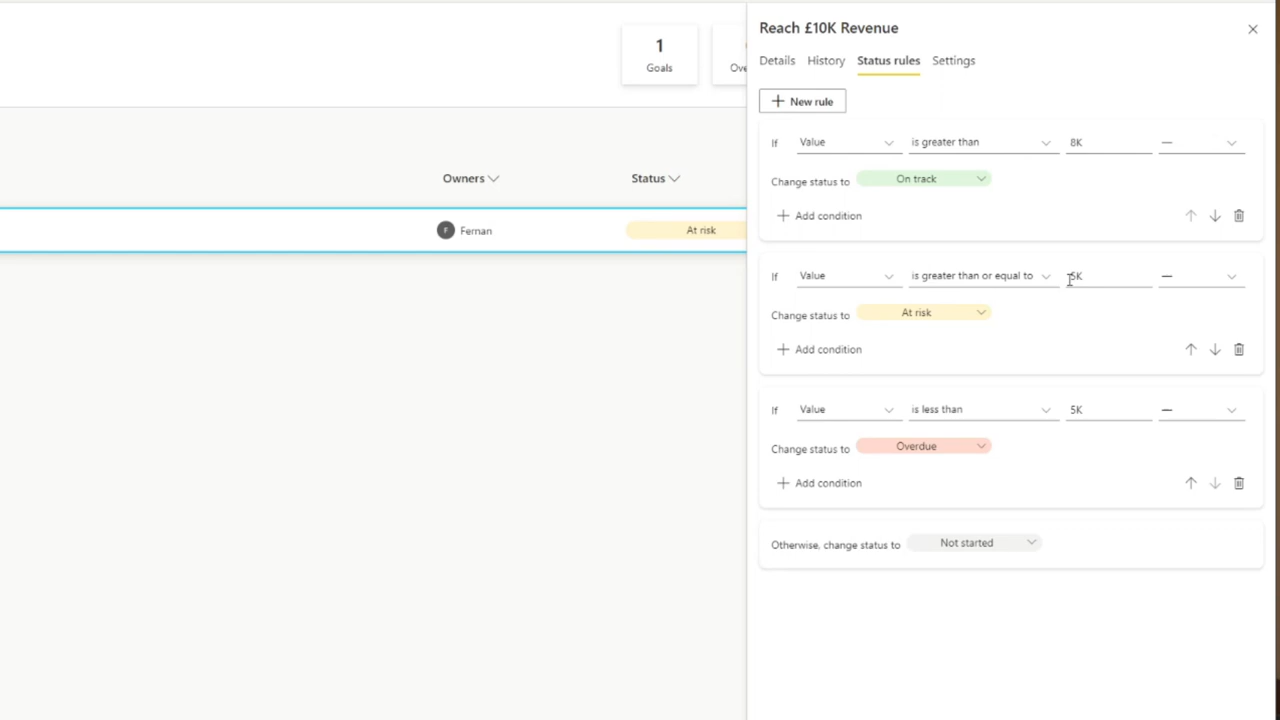 Reach £10K Revenue
1
Goals
Ove
Details History Status rules Settings
New rule
If Value is greater than 8K —
Change status to On track
Add condition
Owners Status
F Fernan At risk
If Value is greater than or equal to 5K —
Change status to At risk
Add condition
If Value is less than 5K —
Change status to Overdue
Add condition
Otherwise, change status to Not started